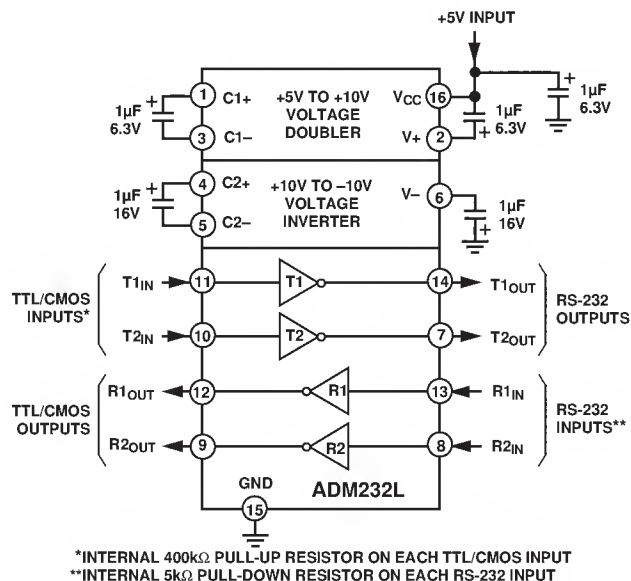 +5V INPUT
1µF
6.3V
+
1
C1+
3
C1–
+5V TO +10V
VOLTAGE
DOUBLER
VCC
16
V+
2
+
1µF
6.3V
+
1µF
6.3V
1µF
16V
+
4
C2+
5
C2–
+10V TO –10V
VOLTAGE
INVERTER
V–
6
1µF
16V
+
TTL/CMOS
INPUTS*
T1IN
11
T1
14
T1OUT
T2IN
10
T2
7
T2OUT
RS-232
OUTPUTS
TTL/CMOS
OUTPUTS
R1OUT
12
R1
13
R1IN
R2OUT
9
R2
8
R2IN
RS-232
INPUTS**
GND
15
ADM232L
*INTERNAL 400kΩ PULL-UP RESISTOR ON EACH TTL/CMOS INPUT
**INTERNAL 5kΩ PULL-DOWN RESISTOR ON EACH RS-232 INPUT